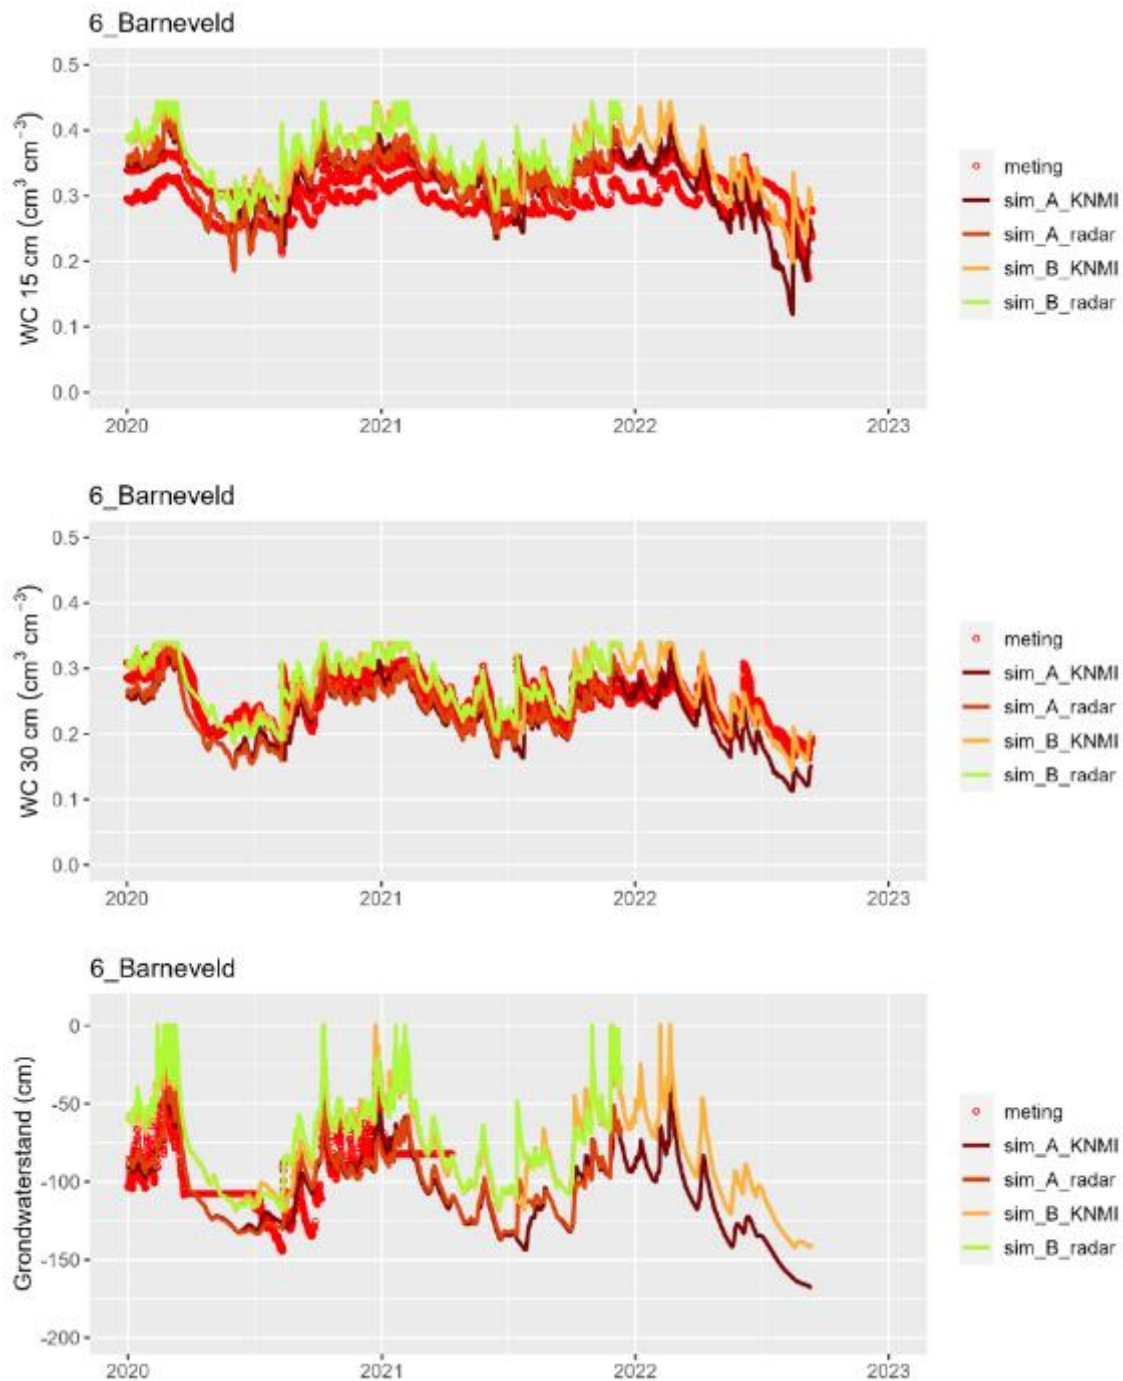 6_Barneveld
0.5
0.4
0.3
0.2
0.1
0.0
WC 15 cm (cm³ cm⁻³)
2020 2021 2022 2023
meting
sim_A_KNMI
sim_A_radar
sim_B_KNMI
sim_B_radar
6_Barneveld
0.5
0.4
0.3
0.2
0.1
0.0
WC 30 cm (cm³ cm⁻³)
2020 2021 2022 2023
meting
sim_A_KNMI
sim_A_radar
sim_B_KNMI
sim_B_radar
6_Barneveld
0
-50
-100
-150
-200
Grondwaterstand (cm)
2020 2021 2022 2023
meting
sim_A_KNMI
sim_A_radar
sim_B_KNMI
sim_B_radar